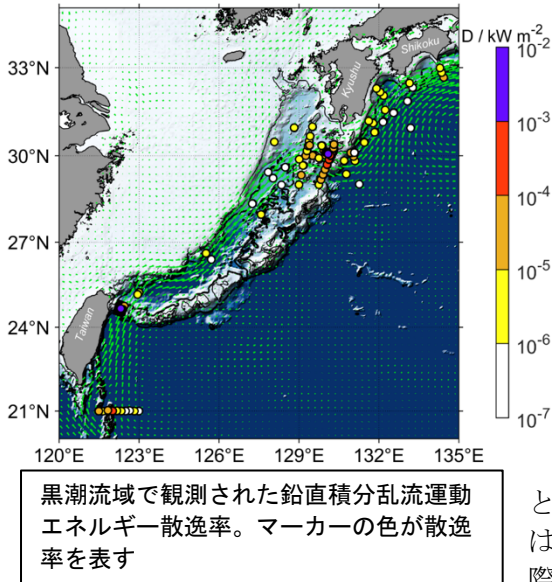 D / kW m-2
10-2
10-3
10-4
10-5
10-6
10-7
33°N
30°N
27°N
24°N
21°N
Shikoku
Kyushu
Taiwan
120°E 123°E 126°E 129°E 132°E 135°E
黒潮流域で観測された鉛直積分乱流運動
エネルギー散逸率。マーカーの色が散逸
率を表す
と
は
際